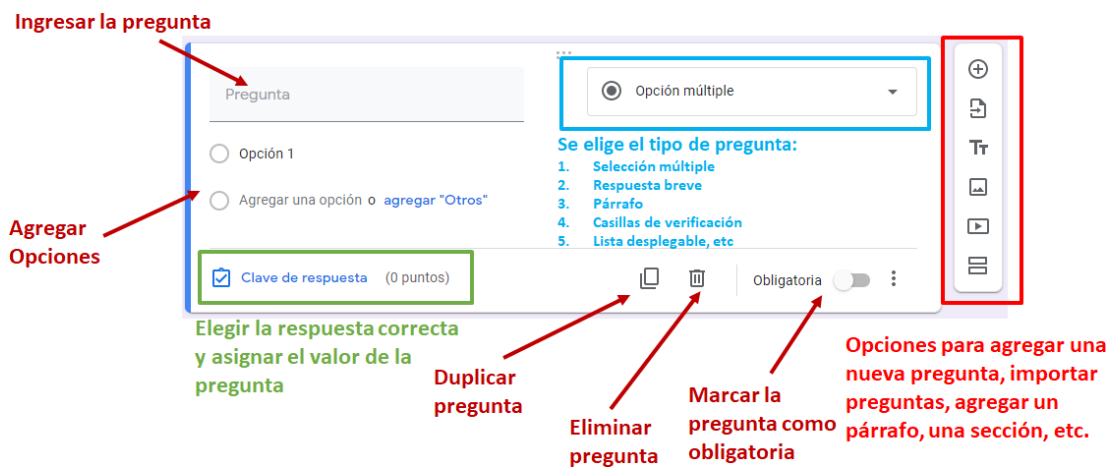 Ingresar la pregunta
Pregunta
Opción múltiple
Opción 1
Se elige el tipo de pregunta:
1. Selección múltiple
2. Respuesta breve
3. Párrafo
4. Casillas de verificación
5. Lista desplegable, etc
Agregar una opción o agregar "Otros"
Agregar
Opciones
Clave de respuesta (0 puntos)
Obligatoria
Tт
Elegir la respuesta correcta
y asignar el valor de la
pregunta
Duplicar
pregunta
Eliminar
pregunta
Marcar la
pregunta como
obligatoria
Opciones para agregar una
nueva pregunta, importar
preguntas, agregar un
párrafo, una sección, etc.